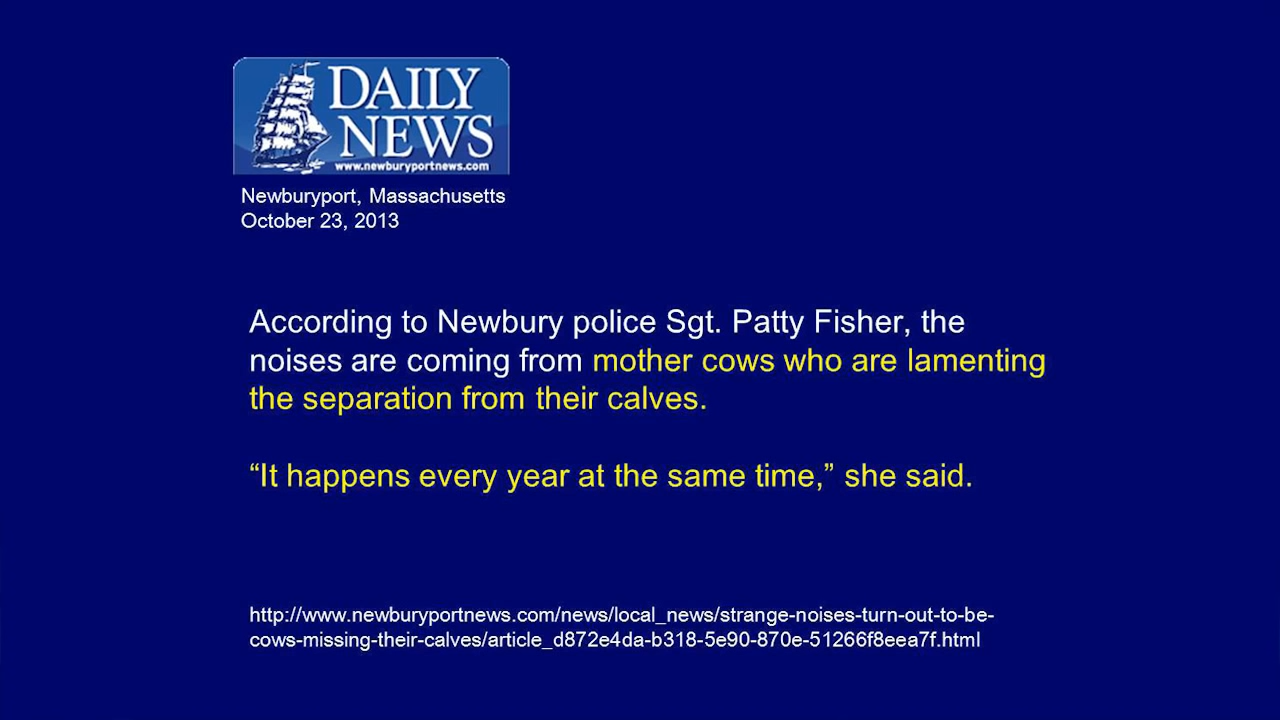 DAILY
NEWS
www.newburyportnews.com
Newburyport, Massachusetts
October 23, 2013
According to Newbury police Sgt. Patty Fisher, the
noises are coming from mother cows who are lamenting
the separation from their calves.
“It happens every year at the same time,” she said.
http://www.newburyportnews.com/news/local_news/strange-noises-turn-out-to-be-
cows-missing-their-calves/article_d872e4da-b318-5e90-870e-51266f8eea7f.html